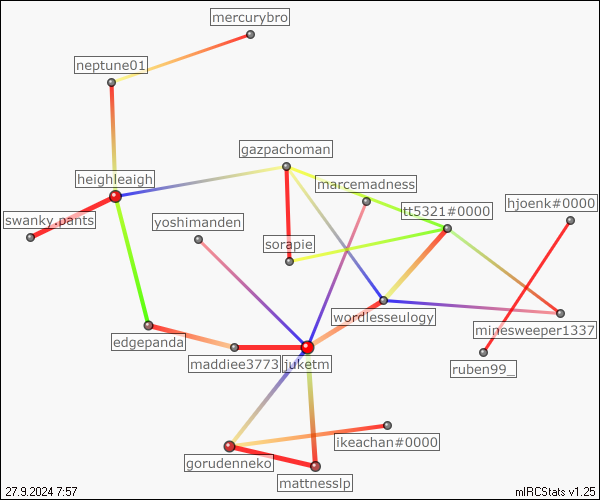 mercurybro
neptune01
gazpachoman
heighleaigh
marcemadness
hjoenk#0000
swanky.pants
yoshimanden
tt5321#0000
sorapie
wordlesseulogy
minesweeper1337
edgepanda
maddiee3773
juketm
ruben99_
ikeachan#0000
gorudenneko
mattnesslp
27.9.2024 7:57
mIRCStats v1.25